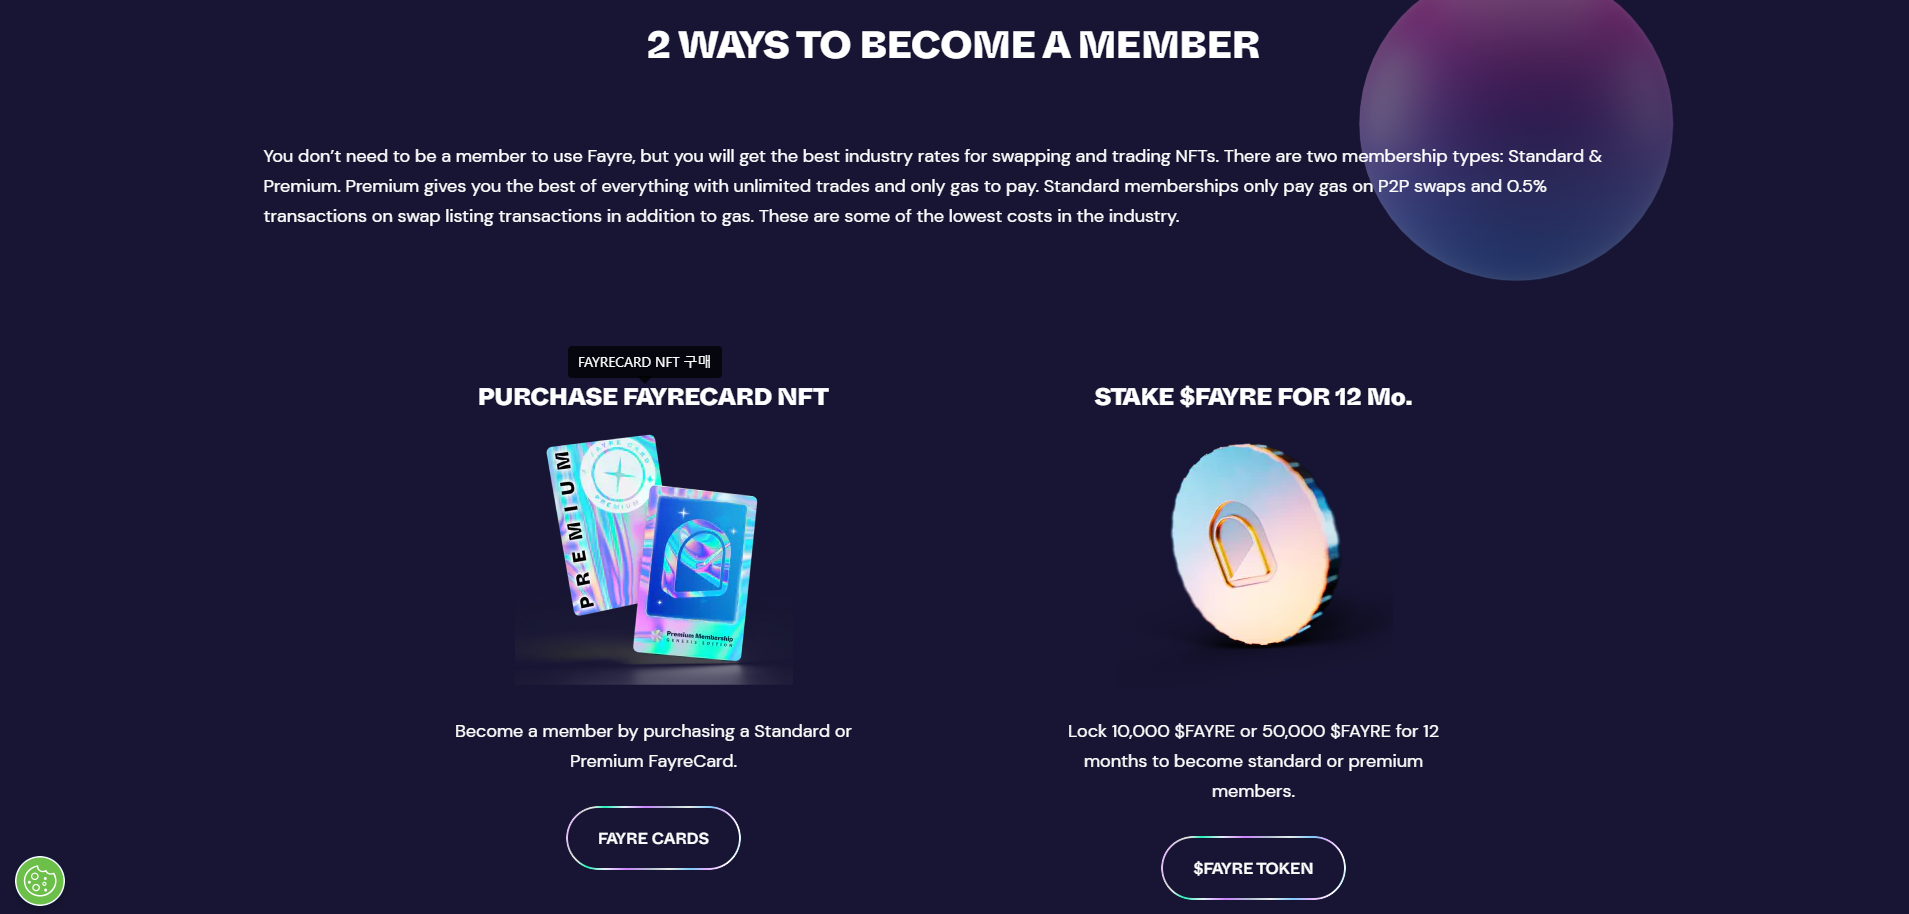 2 WAYS TO BECOME A MEMBER
You don’t need to be a member to use Fayre, but you will get the best industry rates for swapping and trading NFTs. There are two membership types: Standard &
Premium. Premium gives you the best of everything with unlimited trades and only gas to pay. Standard memberships only pay gas on P2P swaps and 0.5%
transactions on swap listing transactions in addition to gas. These are some of the lowest costs in the industry.
FAYRECARD NFT 구매
PURCHASE FAYRECARD NFT
STAKE $FAYRE FOR 12 Mo.
PREMIUM
FAYRE CARD
PREMIUM
Premium Membership
GENESIS EDITION
Become a member by purchasing a Standard or
Premium FayreCard.
FAYRE CARDS
Lock 10,000 $FAYRE or 50,000 $FAYRE for 12
months to become standard or premium
members.
$FAYRE TOKEN